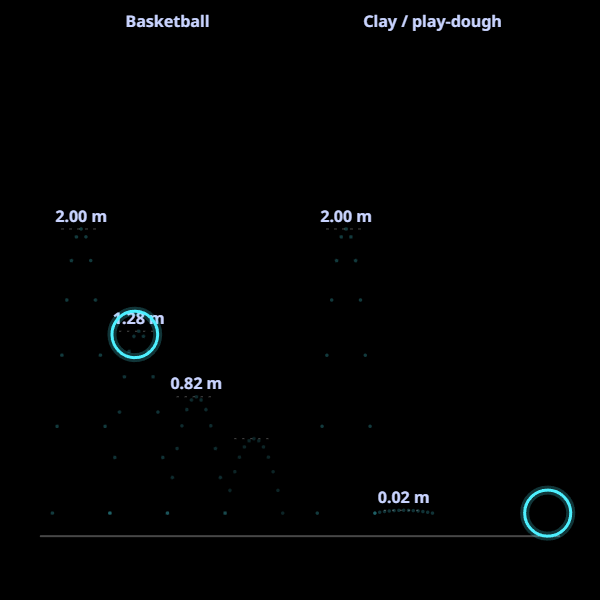 Basketball
Clay / play-dough
2.00 m
2.00 m
1.28 m
0.82 m
0.02 m